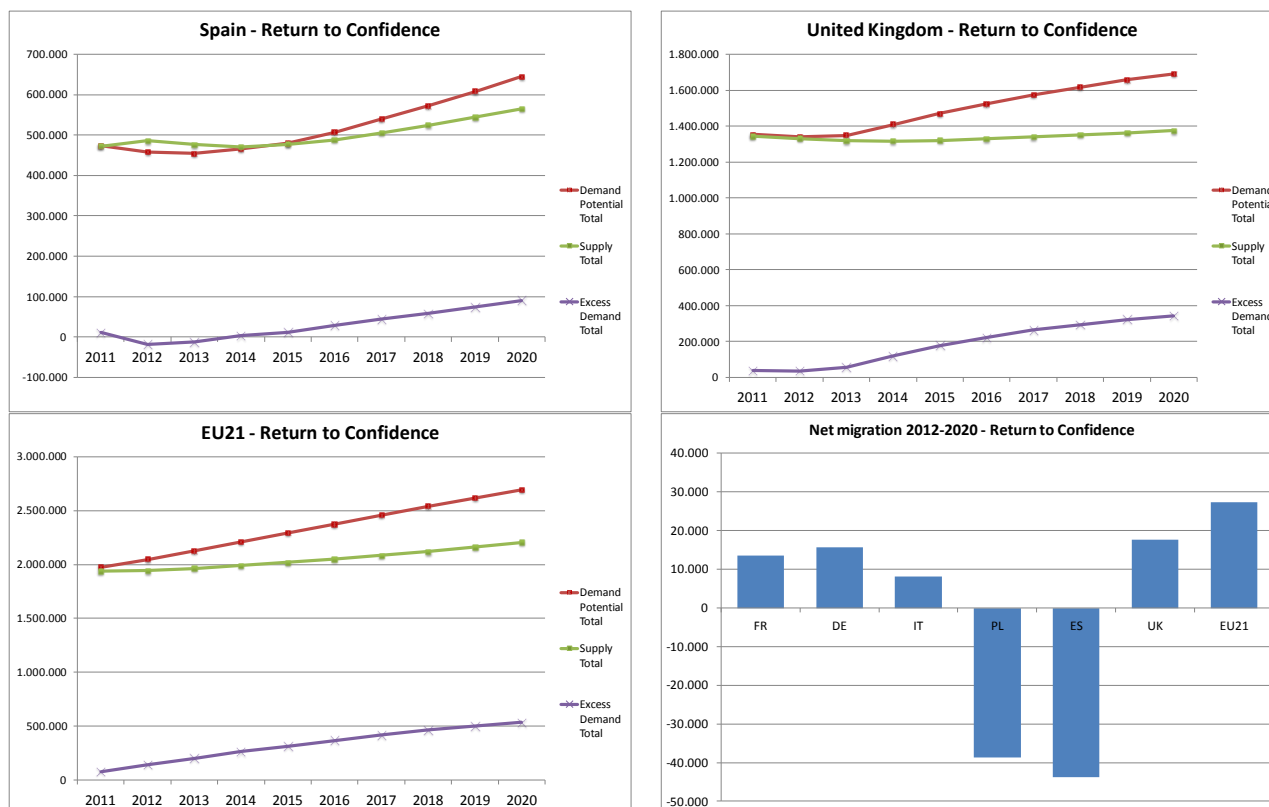 Spain - Return to Confidence
700.000
600.000
500.000
400.000
300.000
200.000
100.000
0
-100.000
2011 2012 2013 2014 2015 2016 2017 2018 2019 2020
Demand
Potential
Total
Supply
Total
Excess
Demand
Total
United Kingdom - Return to Confidence
1.800.000
1.600.000
1.400.000
1.200.000
1.000.000
800.000
600.000
400.000
200.000
0
2011 2012 2013 2014 2015 2016 2017 2018 2019 2020
Demand
Potential
Total
Supply
Total
Excess
Demand
Total
EU21 - Return to Confidence
3.000.000
2.500.000
2.000.000
1.500.000
1.000.000
500.000
0
2011 2012 2013 2014 2015 2016 2017 2018 2019 2020
Demand
Potential
Total
Supply
Total
Excess
Demand
Total
Net migration 2012-2020 - Return to Confidence
40.000
30.000
20.000
10.000
0
-10.000
-20.000
-30.000
-40.000
-50.000
FR DE IT PL ES UK EU21